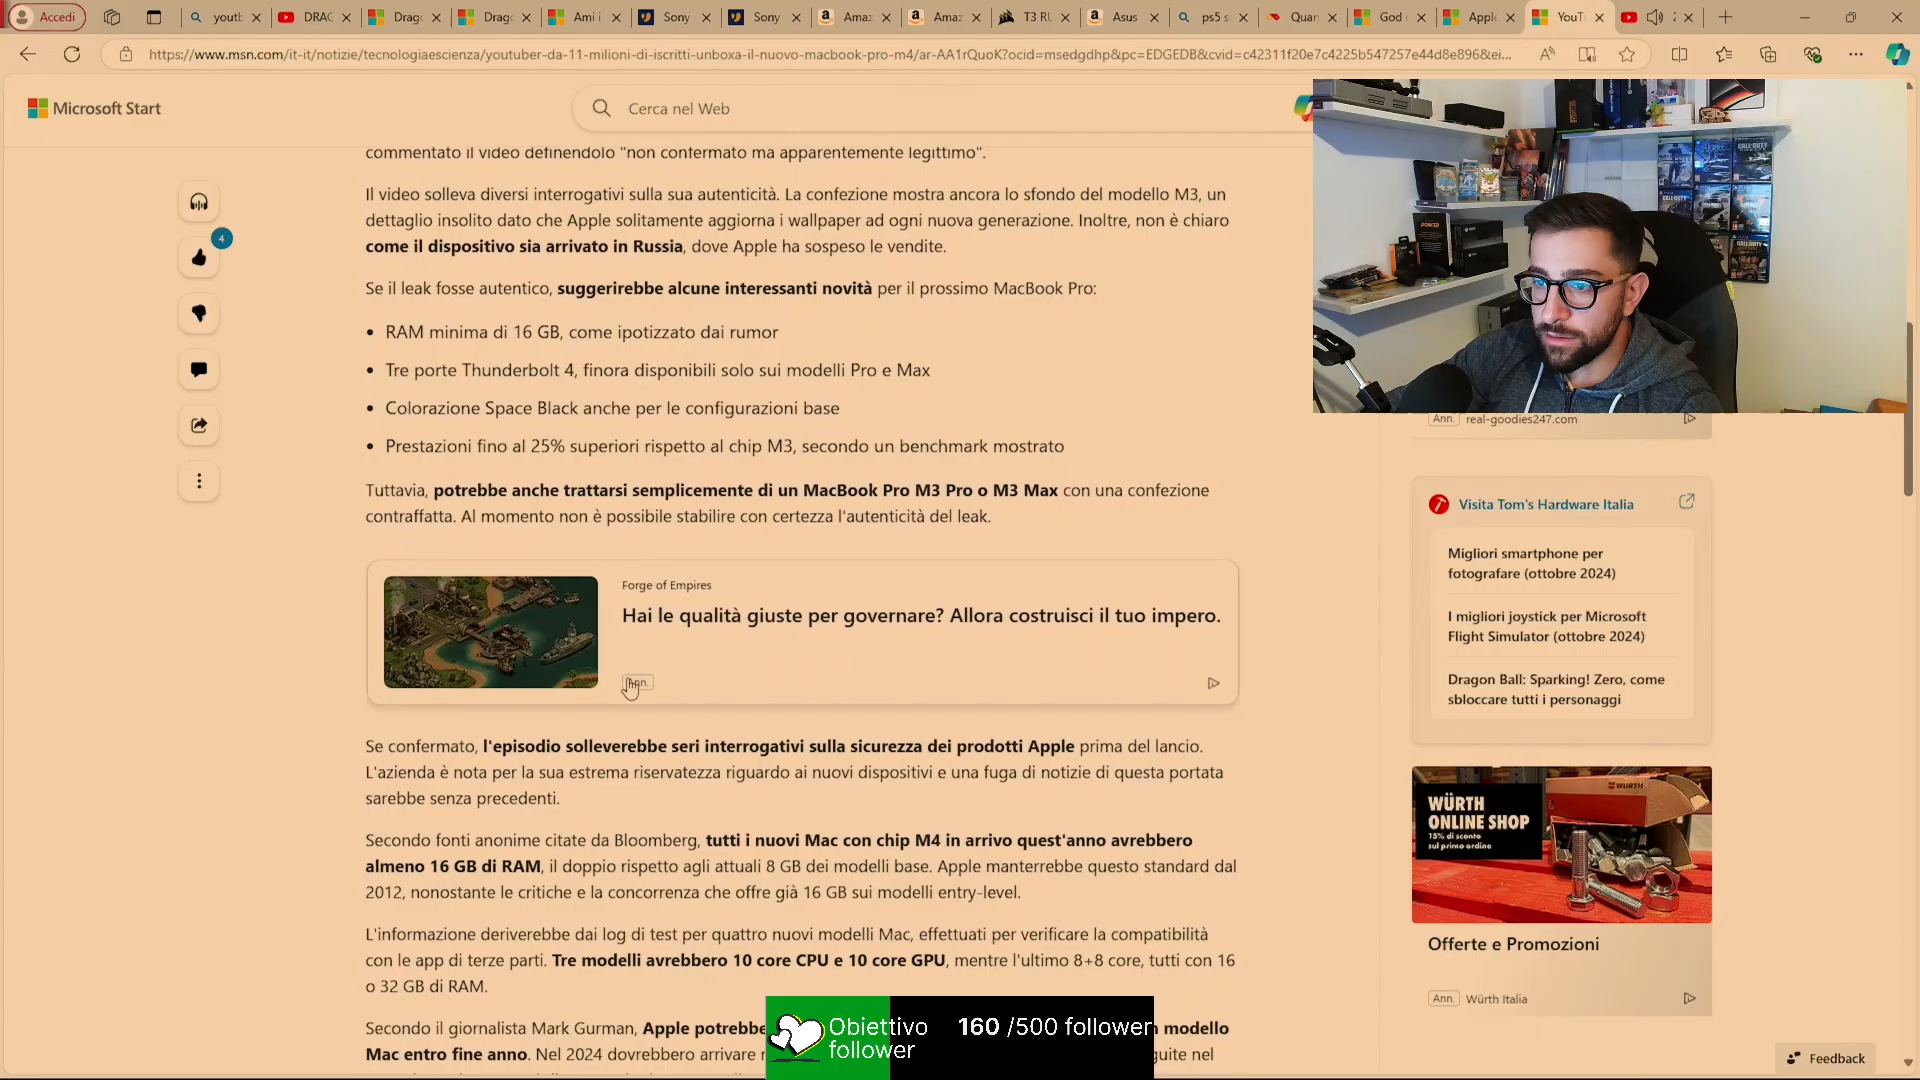 Accedi
youtl
DRAG
Drago
Drago
Ami i
Sony
Sony
Amaz
Amaz
T3 RU
Asus
ps5 s
Quan
God
Apple
YouT
https://www.msn.com/it-it/notizie/tecnologiaescienza/youtuber-da-11-milioni-di-iscritti-unboxa-il-nuovo-macbook-pro-m4/ar-AA1rQuoK?ocid=msedgdhp&pc=EDGEDB&cvid=c42311f20e7c4225b547257e44d8e896&ei...
Microsoft Start
Cerca nel Web
commentato il video definendolo "non confermato ma apparentemente legittimo".
4
Il video solleva diversi interrogativi sulla sua autenticità. La confezione mostra ancora lo sfondo del modello M3, un
dettaglio insolito dato che Apple solitamente aggiorna i wallpaper ad ogni nuova generazione. Inoltre, non è chiaro
come il dispositivo sia arrivato in Russia, dove Apple ha sospeso le vendite.
Se il leak fosse autentico, suggerirebbe alcune interessanti novità per il prossimo MacBook Pro:
• RAM minima di 16 GB, come ipotizzato dai rumor
• Tre porte Thunderbolt 4, finora disponibili solo sui modelli Pro e Max
• Colorazione Space Black anche per le configurazioni base
• Prestazioni fino al 25% superiori rispetto al chip M3, secondo un benchmark mostrato
Tuttavia, potrebbe anche trattarsi semplicemente di un MacBook Pro M3 Pro o M3 Max con una confezione
contraffatta. Al momento non è possibile stabilire con certezza l'autenticità del leak.
Forge of Empires
Hai le qualità giuste per governare? Allora costruisci il tuo impero.
Se confermato, l'episodio solleverebbe seri interrogativi sulla sicurezza dei prodotti Apple prima del lancio.
L'azienda è nota per la sua estrema riservatezza riguardo ai nuovi dispositivi e una fuga di notizie di questa portata
sarebbe senza precedenti.
Secondo fonti anonime citate da Bloomberg, tutti i nuovi Mac con chip M4 in arrivo quest'anno avrebbero
almeno 16 GB di RAM, il doppio rispetto agli attuali 8 GB dei modelli base. Apple manterrebbe questo standard dal
2012, nonostante le critiche e la concorrenza che offre già 16 GB sui modelli entry-level.
L'informazione deriverebbe dai log di test per quattro nuovi modelli Mac, effettuati per verificare la compatibilità
con le app di terze parti. Tre modelli avrebbero 10 core CPU e 10 core GPU, mentre l'ultimo 8+8 core, tutti con 16
o 32 GB di RAM.
Secondo il giornalista Mark Gurman, Apple potrebbe
modello
Mac entro fine anno. Nel 2024 dovrebbero arrivare
guite nel
Obiettivo
follower
160 /500 follower
CALL OF DUTY
Ann. real-goodies247.com
Visita Tom's Hardware Italia
Migliori smartphone per
fotografare (ottobre 2024)
I migliori joystick per Microsoft
Flight Simulator (ottobre 2024)
Dragon Ball: Sparking! Zero, come
sbloccare tutti i personaggi
WÜRTH
ONLINE SHOP
15% di sconto
sul primo ordine
WÜRTH
Offerte e Promozioni
Ann. Würth Italia
Feedback